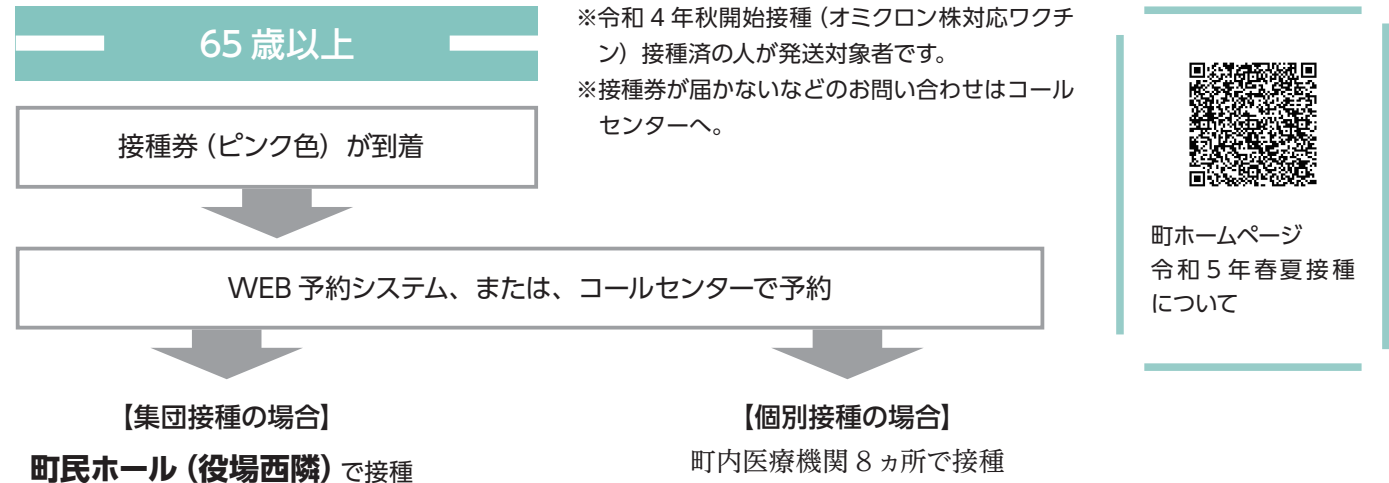 65 歳以上
※令和 4 年秋開始接種（オミクロン株対応ワクチ
ン）接種済の人が発送対象者です。
※接種券が届かないなどのお問い合わせはコール
センターへ。
接種券（ピンク色）が到着
WEB 予約システム、または、コールセンターで予約
【集団接種の場合】
町民ホール（役場西隣）で接種
【個別接種の場合】
町内医療機関 8 ヵ所で接種
町ホームページ
令和 5 年春夏接種
について